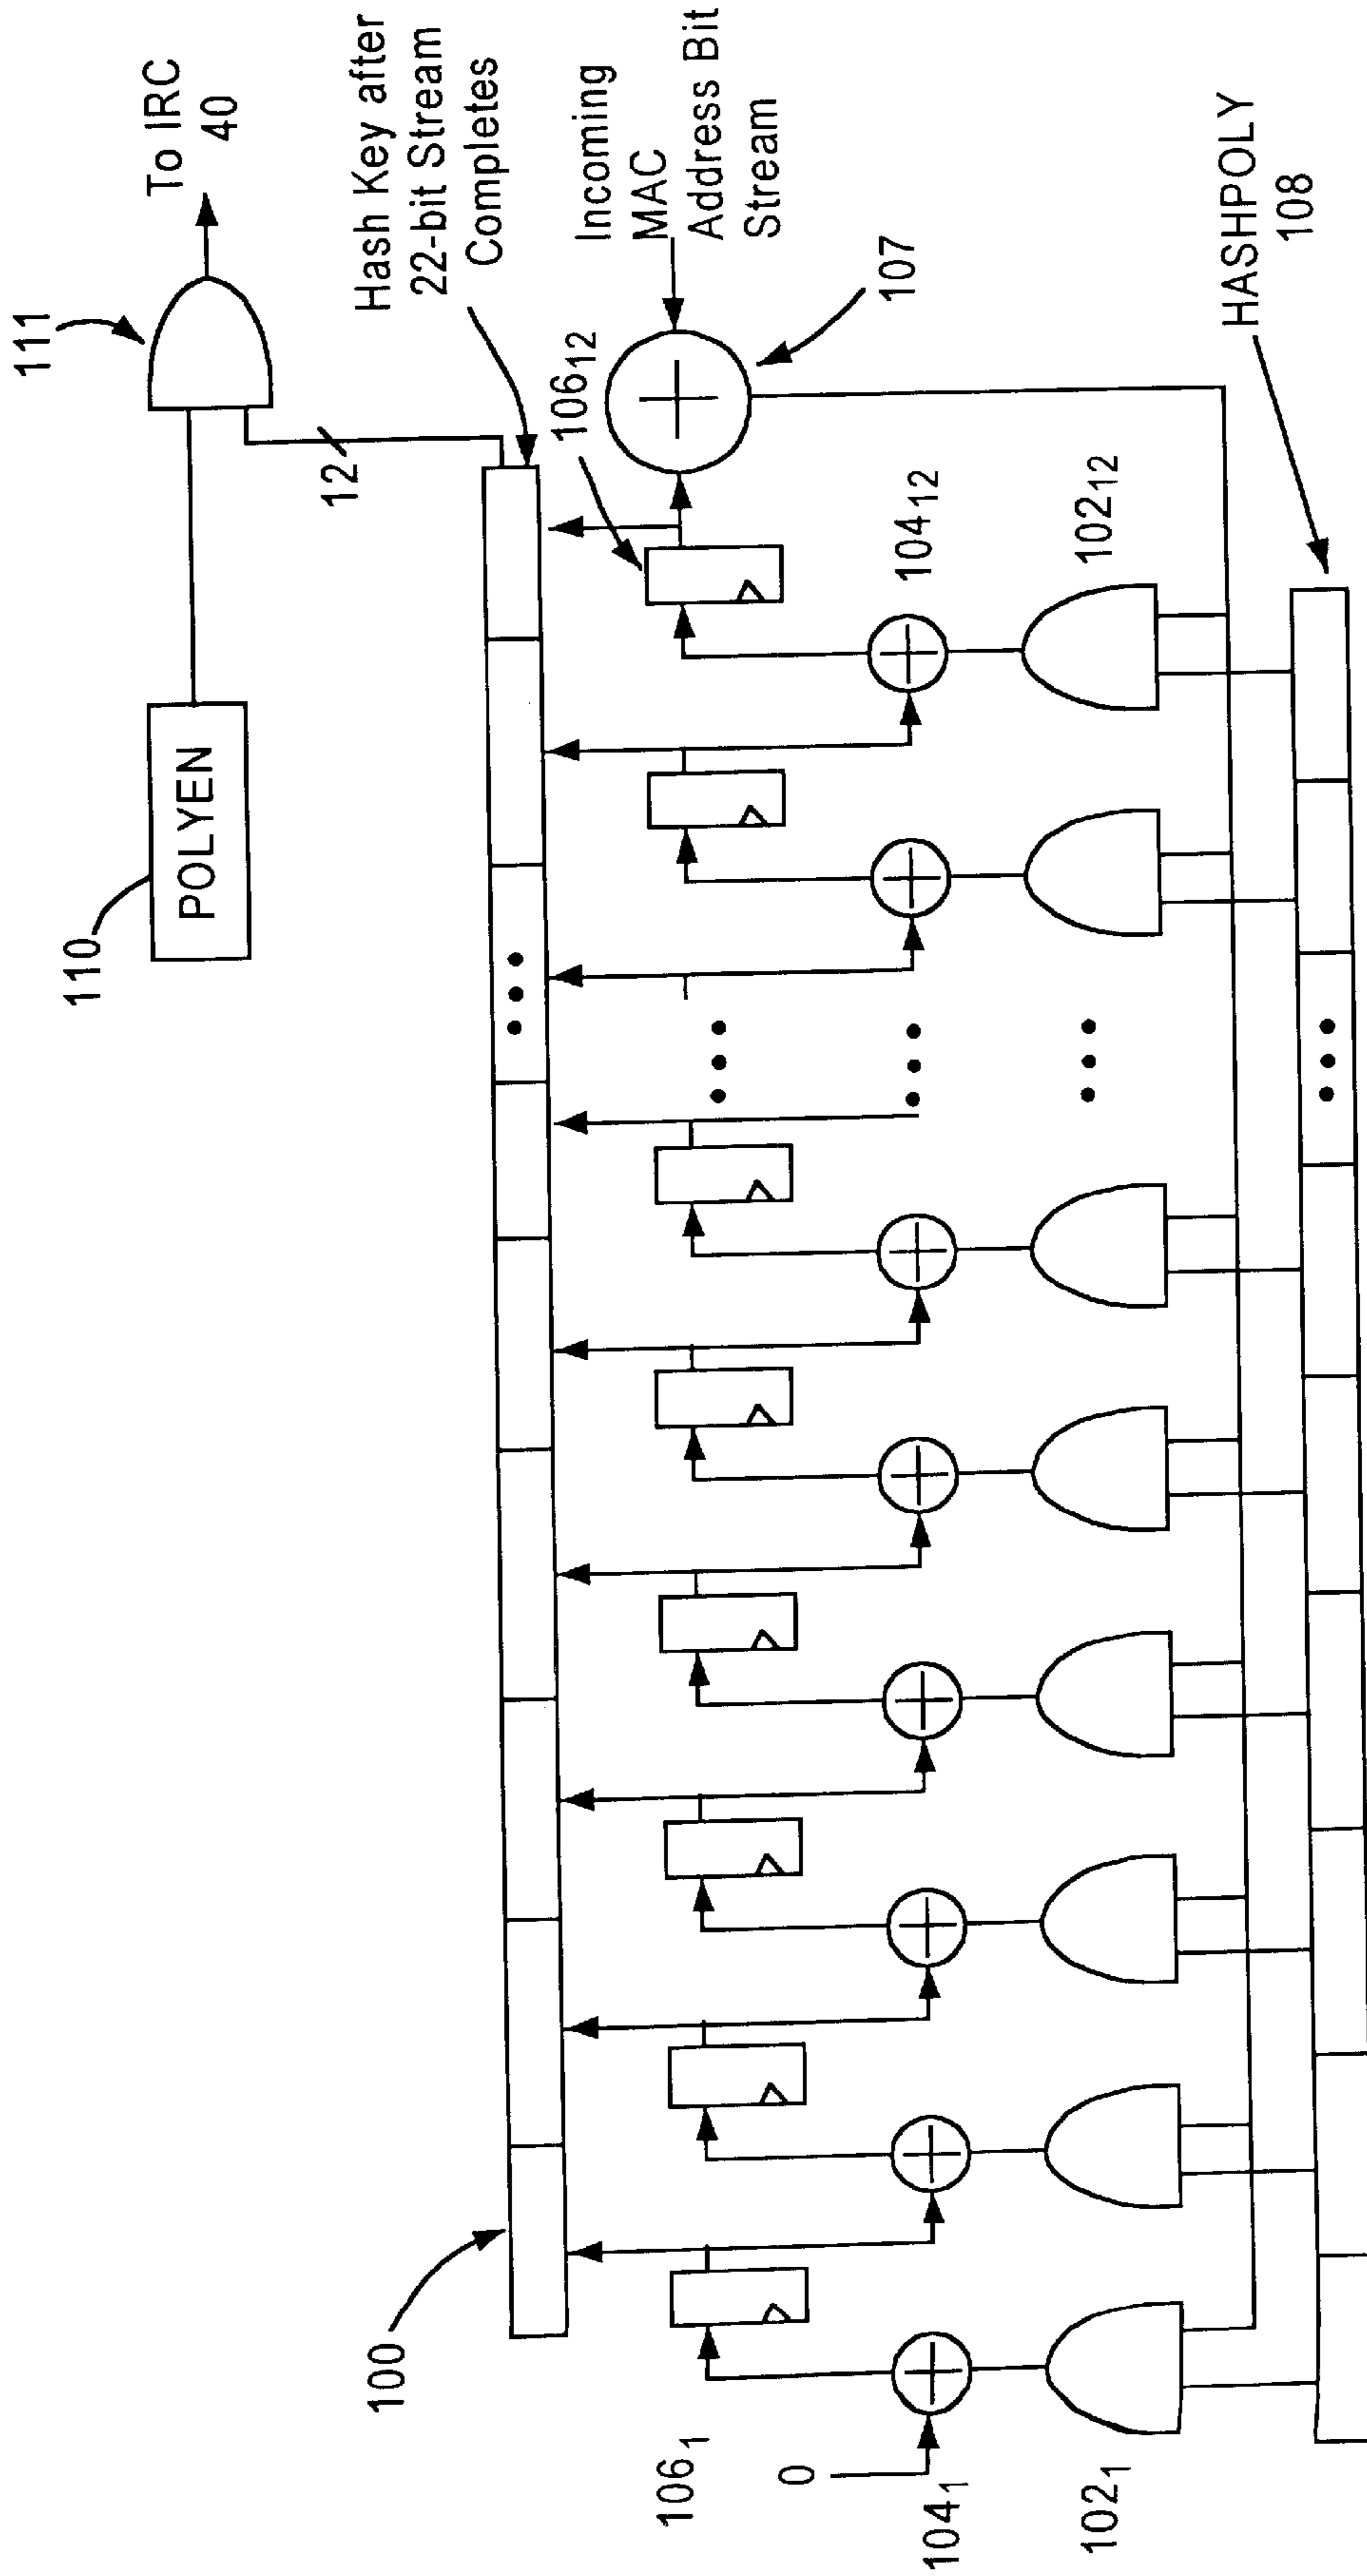 111
To IRC
40
110
POLYEN
12
Hash Key after
22-bit Stream
Completes
100
106₁₂
Incoming
MAC
Address Bit
Stream
107
106₁
0
104₁
104₁₂
102₁
102₁₂
HASHPOLY
108